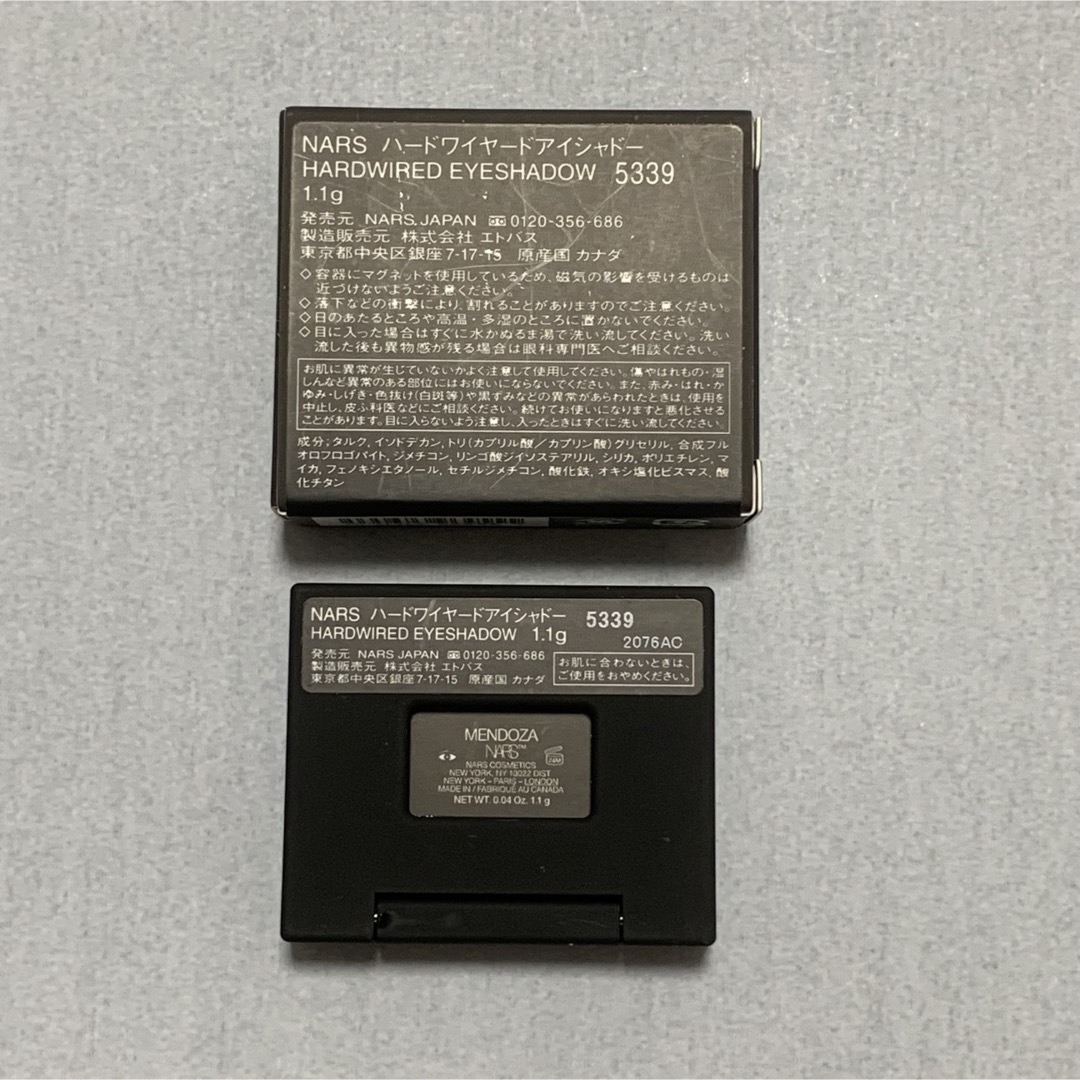 NARS ハードワイヤードアイシャドー
HARDWIRED EYESHADOW 5339
1.1g
発売元 NARS JAPAN 0120-356-686
製造販売元 株式会社 エトバス
東京都中央区銀座7-17-15 原産国 カナダ
◇容器にマグネットを使用しているため、磁気の影響を受けるものは
近づけないようご注意ください。
◇落下などの衝撃により、割れることがありますのでご注意ください。
◇日のあたるところや高温・多湿のところに置かないでください。
◇目に入った場合はすぐに水かぬるま湯で洗い流してください。洗い
流した後も異物感が残る場合は眼科専門医へご相談ください。
お肌に異常が生じていないかよく注意して使用してください。傷やはれもの・湿
しんなど異常のある部位にはお使いにならないでください。また、赤み・はれ・か
ゆみ・しげき・色抜け(白斑等)や黒ずみなどの異常があらわれたときは、使用を
中止し、皮ふ科医などにご相談ください。続けてお使いになりますと悪化させる
ことがあります。目に入らないよう注意し、入ったときはすぐに洗い流してください。
成分;タルク, イソドデカン, トリ(カプリル酸/カプリン酸)グリセリル, 合成フル
オロフロゴパイト, ジメチコン, リンゴ酸ジイソステアリル, シリカ, ポリエチレン, マ
イカ, フェノキシエタノール, セチルジメチコン, 酸化鉄, オキシ塩化ビスマス, 酸
化チタン
NARS ハードワイヤードアイシャドー 5339
HARDWIRED EYESHADOW 1.1g 2076AC
発売元 NARS JAPAN 0120-356-686
製造販売元 株式会社 エトバス
東京都中央区銀座7-17-15 原産国 カナダ
お肌に合わないときは、
ご使用をおやめください。
MENDOZA
NARS™
24M
NARS COSMETICS
NEW YORK, NY 10022 DIST
NEW YORK - PARIS - LONDON
MADE IN / FABRIQUÉ AU CANADA
NET WT. 0.04 Oz. 1.1 g